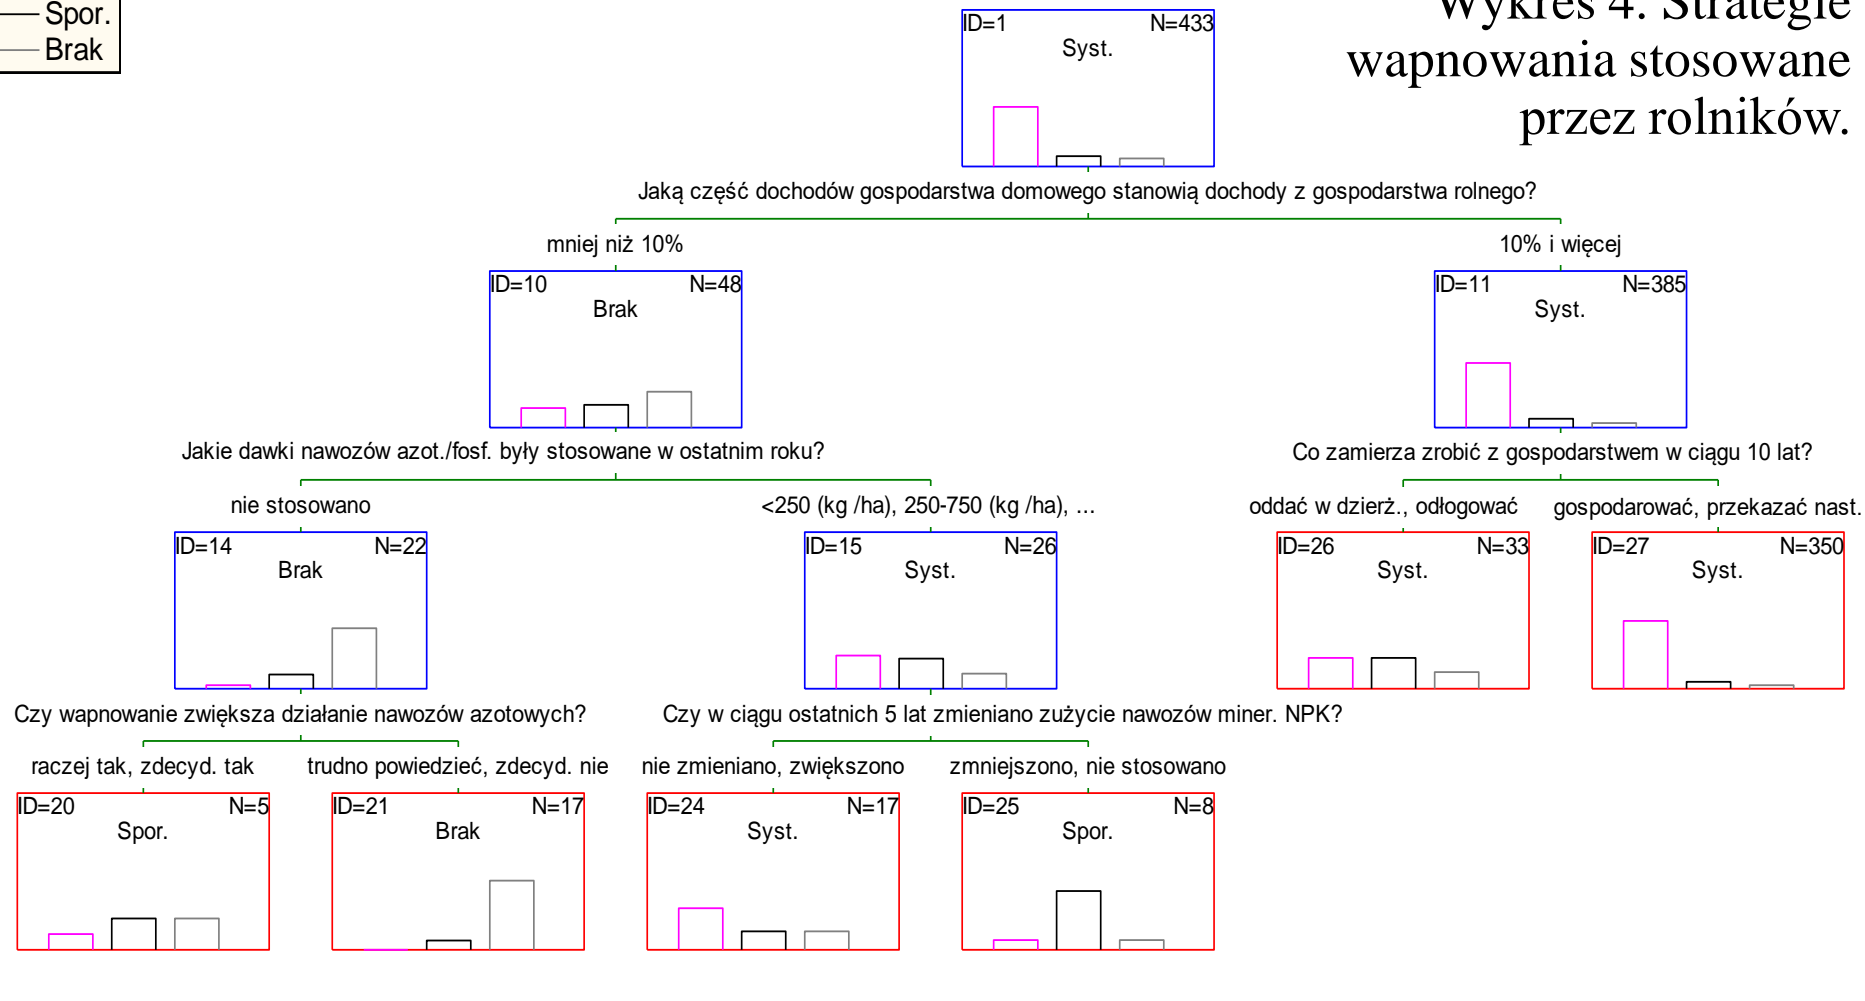 Spor.
Brak
Wykres 4. Strategie
wapnowania stosowane
przez rolników.
ID=1 N=433
Syst.
Jaką część dochodów gospodarstwa domowego stanowią dochody z gospodarstwa rolnego?
mniej niż 10% 10% i więcej
ID=10 N=48 ID=11 N=385
Brak Syst.
Jakie dawki nawozów azot./fosf. były stosowane w ostatnim roku? Co zamierza zrobić z gospodarstwem w ciągu 10 lat?
nie stosowano <250 (kg /ha), 250-750 (kg /ha), ... oddać w dzierż., odłogować gospodarować, przekazać nast.
ID=14 N=22 ID=15 N=26 ID=26 N=33 ID=27 N=350
Brak Syst. Syst. Syst.
Czy wapnowanie zwiększa działanie nawozów azotowych? Czy w ciągu ostatnich 5 lat zmieniano zużycie nawozów miner. NPK?
raczej tak, zdecyd. tak trudno powiedzieć, zdecyd. nie nie zmieniano, zwiększono zmniejszono, nie stosowano
ID=20 N=5 ID=21 N=17 ID=24 N=17 ID=25 N=8
Spor. Brak Syst. Spor.